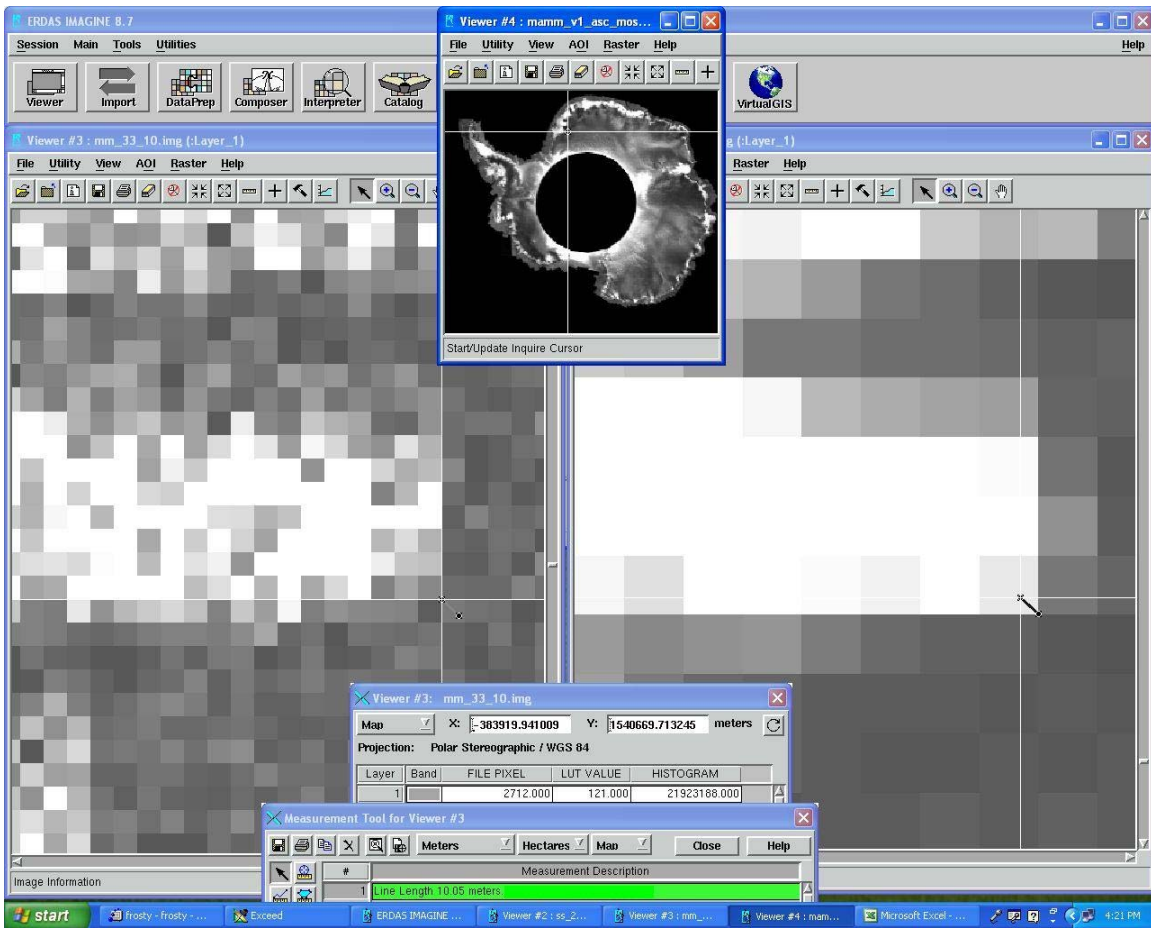 ERDAS IMAGINE 8.7
Session Main Tools Utilities
Help
Viewer
Import
DataPrep
Composer
Interpreter
Catalog
VirtualGIS
Viewer #4 : mamm_v1_asc_mos...
File Utility View AOI Raster Help
Start/Update Inquire Cursor
Viewer #3 : mm_33_10.img (:Layer_1)
File Utility View AOI Raster Help
g (:Layer_1)
Raster Help
Viewer #3: mm_33_10.img
Map X: -383919.941009 Y: 1540669.713245 meters
Projection: Polar Stereographic / WGS 84
Layer Band FILE PIXEL LUT VALUE HISTOGRAM
1 2712.000 121.000 21923188.000
Measurement Tool for Viewer #3
Meters Hectares Map Close Help
# Measurement Description
1 Line Length 10.05 meters.
Image Information
start
frosty - frosty - ...
Exceed
ERDAS IMAGINE ...
Viewer #2 : ss_2...
Viewer #3 : mm_...
Viewer #4 : mam...
Microsoft Excel - ...
4:21 PM